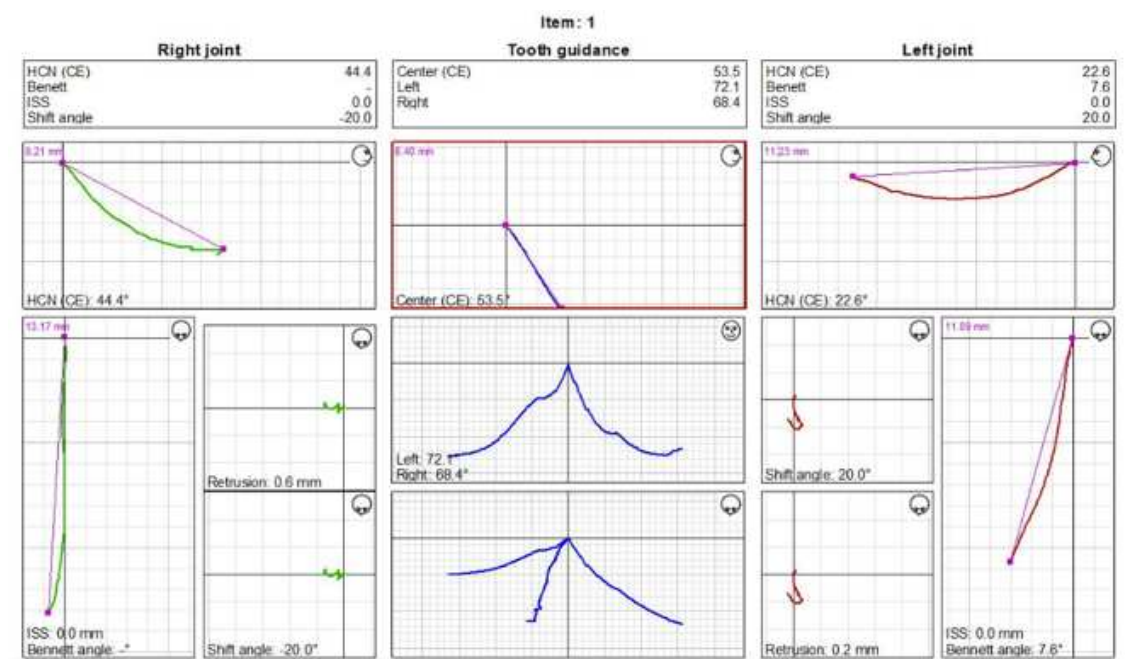 Item: 1
Right joint
HCN (CE) 44.4
Benett -
ISS 0.0
Shift angle -20.0
Tooth guidance
Center (CE) 53.5
Left 72.1
Right 68.4
Left joint
HCN (CE) 22.6
Benett 7.6
ISS 0.0
Shift angle 20.0
8.21 mm
HCN (CE): 44.4°
6.40 mm
Center (CE): 53.5°
11.23 mm
HCN (CE): 22.6°
13.17 mm
ISS: 0.0 mm
Bennett angle: -°
Retrusion: 0.6 mm
Shift angle: -20.0°
Left: 72.1°
Right: 68.4°
Shift angle: 20.0°
Retrusion: 0.2 mm
11.89 mm
ISS: 0.0 mm
Bennett angle: 7.6°